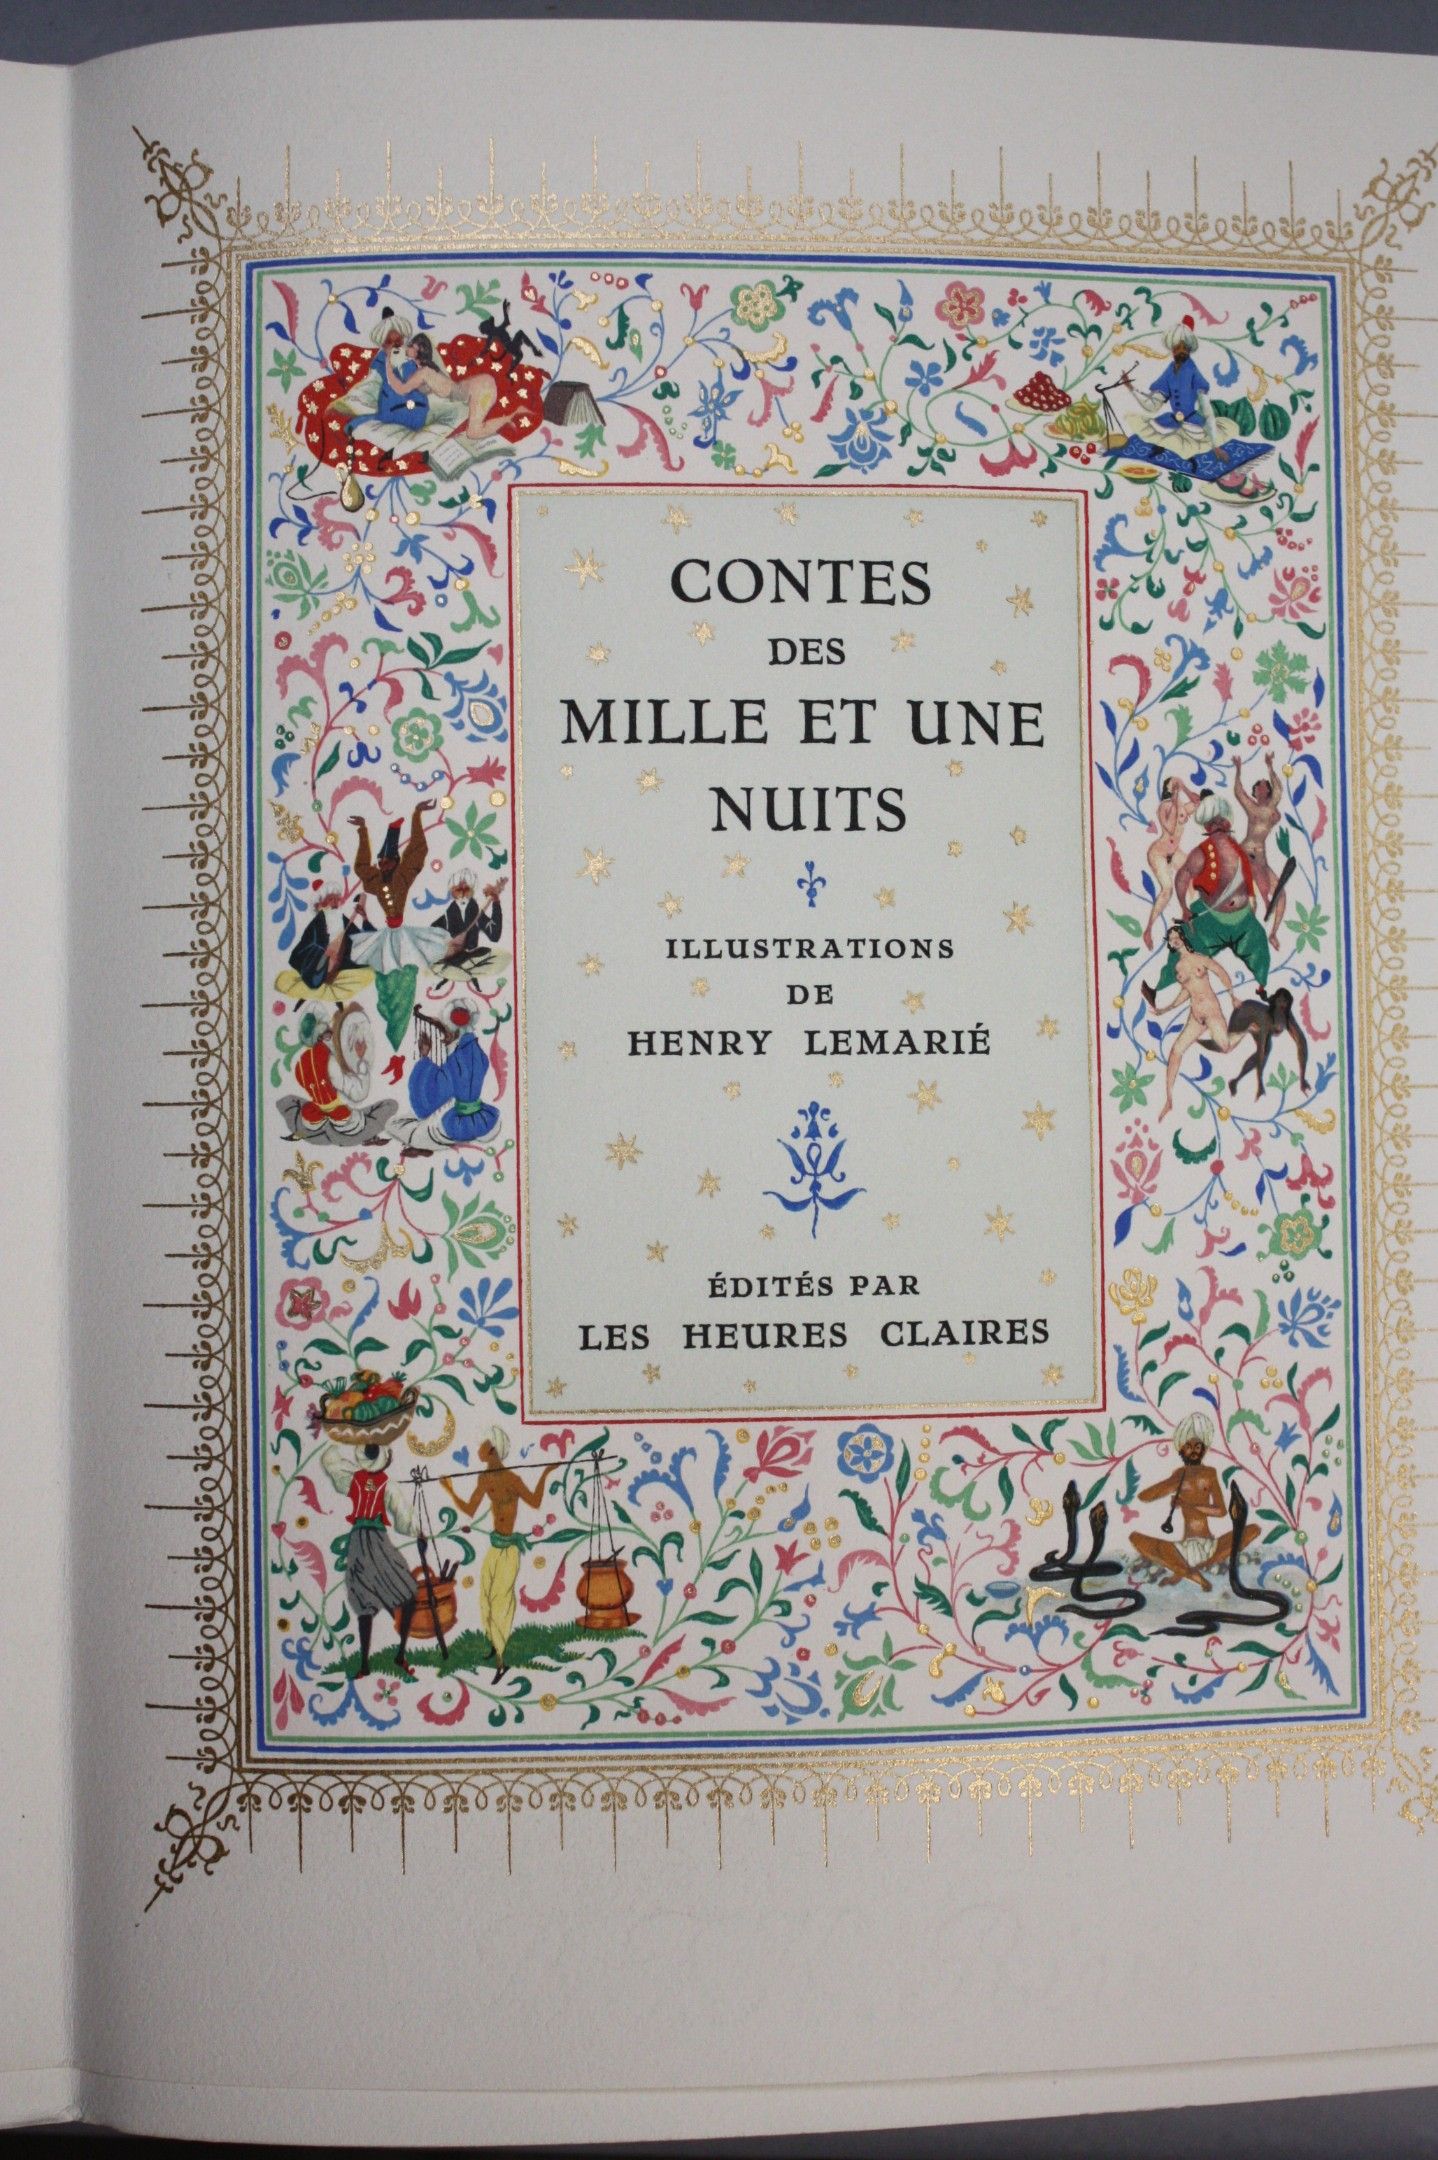 CONTES
DES
MILLE ET UNE
NUITS
ILLUSTRATIONS
DE
HENRY LEMARIÉ
ÉDITÉS PAR
LES HEURES CLAIRES